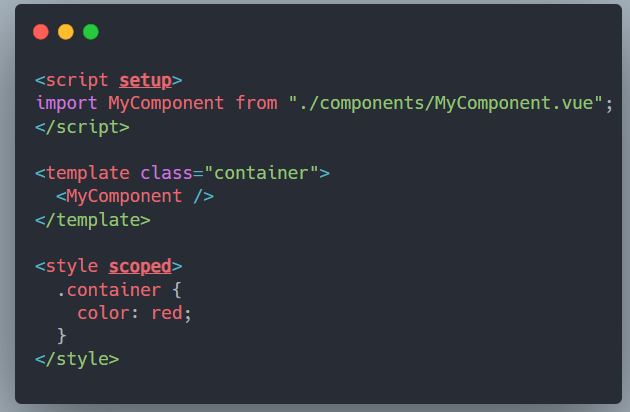 <script setup>
import MyComponent from "./components/MyComponent.vue";
</script>
<template class="container">
<MyComponent />
</template>
<style scoped>
.container {
color: red;
}
</style>